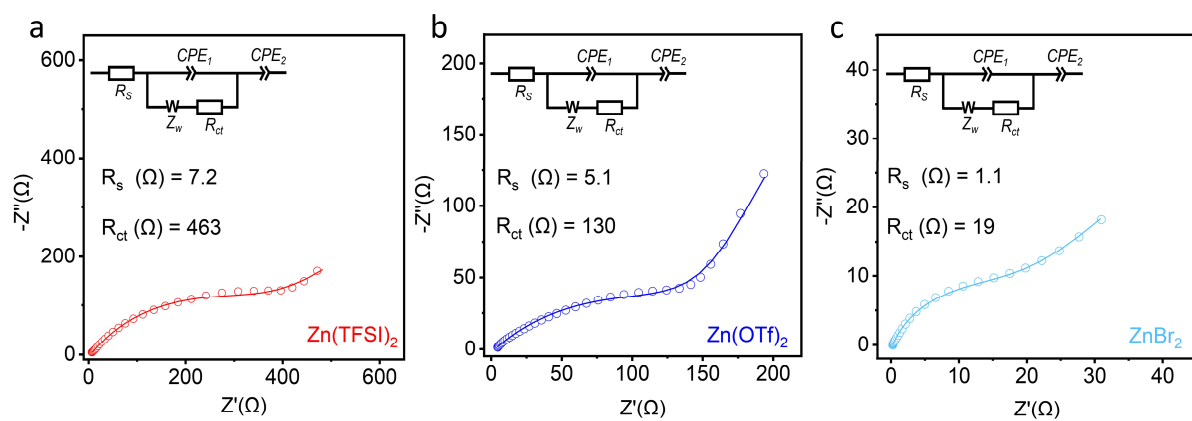 a
600
400
200
0
-Z"(Ω)
CPE1
CPE2
RS
Zw
Rct
Rs (Ω) = 7.2
Rct (Ω) = 463
Zn(TFSI)2
0
200
400
600
Z'(Ω)
b
200
150
100
50
0
-Z"(Ω)
CPE1
CPE2
RS
Zw
Rct
Rs (Ω) = 5.1
Rct (Ω) = 130
Zn(OTf)2
0
50
100
150
200
Z'(Ω)
c
40
30
20
10
0
-Z"(Ω)
CPE1
CPE2
RS
Zw
Rct
Rs (Ω) = 1.1
Rct (Ω) = 19
ZnBr2
0
10
20
30
40
Z'(Ω)